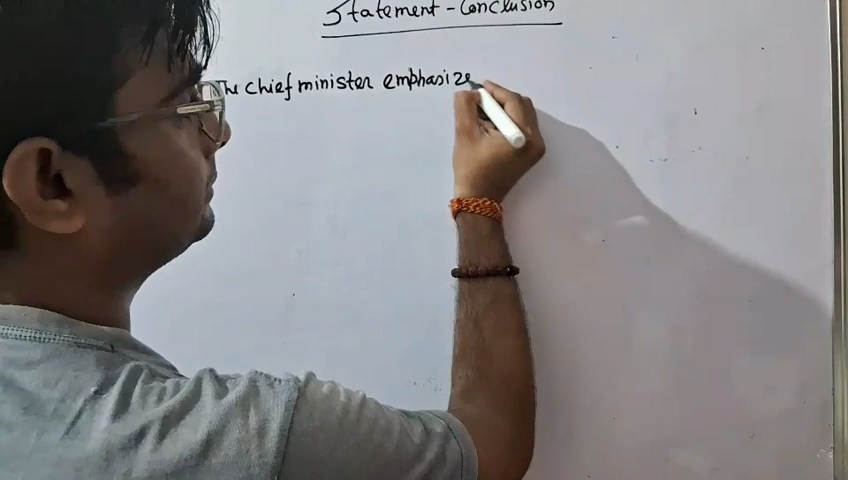 Statement - Conclusion
The chief minister emphasize